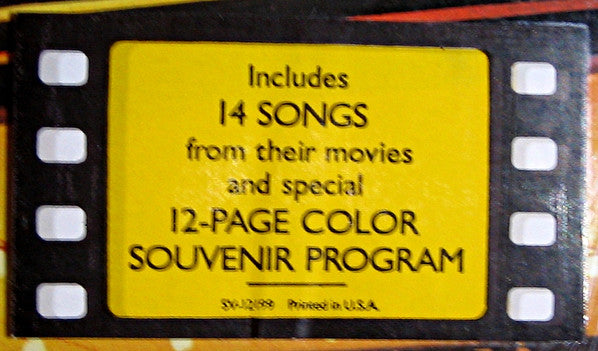 Includes
14 SONGS
from their movies
and special
12-PAGE COLOR
SOUVENIR PROGRAM
Printed in U.S.A.